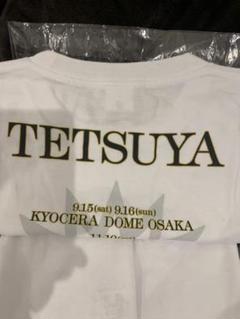 TETSUYA
9.15(sat) 9.16(sun)
KYOCERA DOME OSAKA